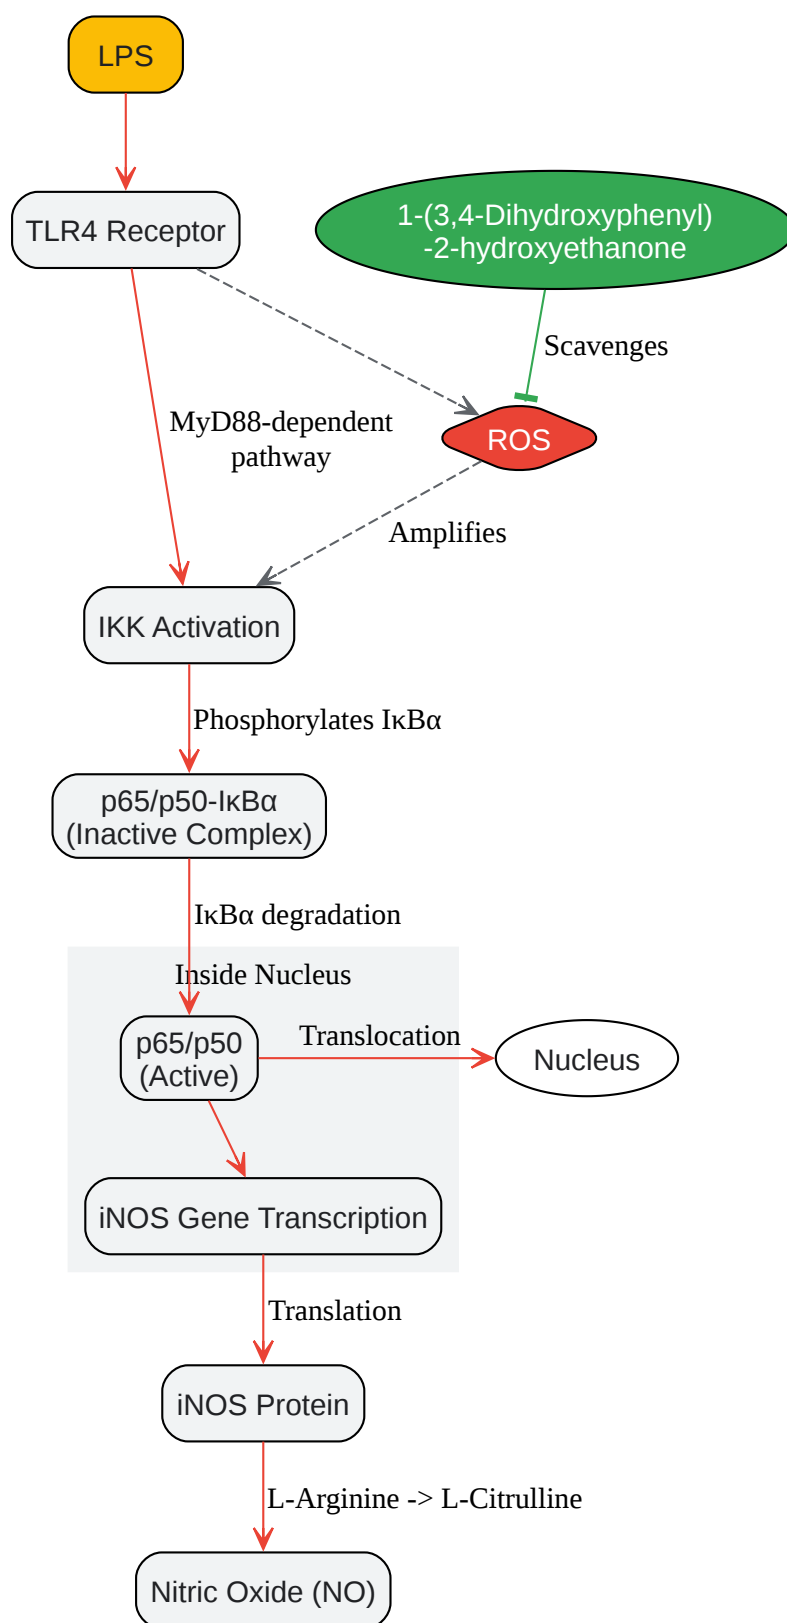 LPS
TLR4 Receptor
1-(3,4-Dihydroxyphenyl)
-2-hydroxyethanone
Scavenges
MyD88-dependent
pathway
ROS
Amplifies
IKK Activation
Phosphorylates IκBα
p65/p50-IκBα
(Inactive Complex)
IκBα degradation
Inside Nucleus
p65/p50
(Active)
Translocation
Nucleus
iNOS Gene Transcription
Translation
iNOS Protein
L-Arginine -> L-Citrulline
Nitric Oxide (NO)